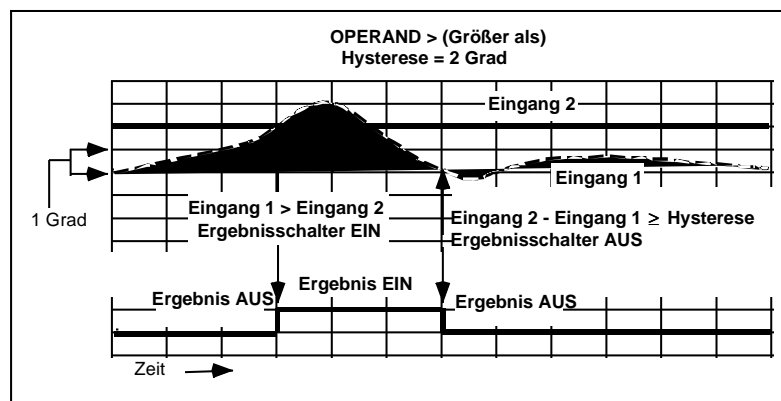 OPERAND > (Größer als)
Hysterese = 2 Grad
Eingang 2
Eingang 1
1 Grad
Eingang 1 > Eingang 2
Ergebnisschalter EIN
Eingang 2 - Eingang 1 ≥ Hysterese
Ergebnisschalter AUS
Ergebnis AUS
Ergebnis EIN
Ergebnis AUS
Zeit